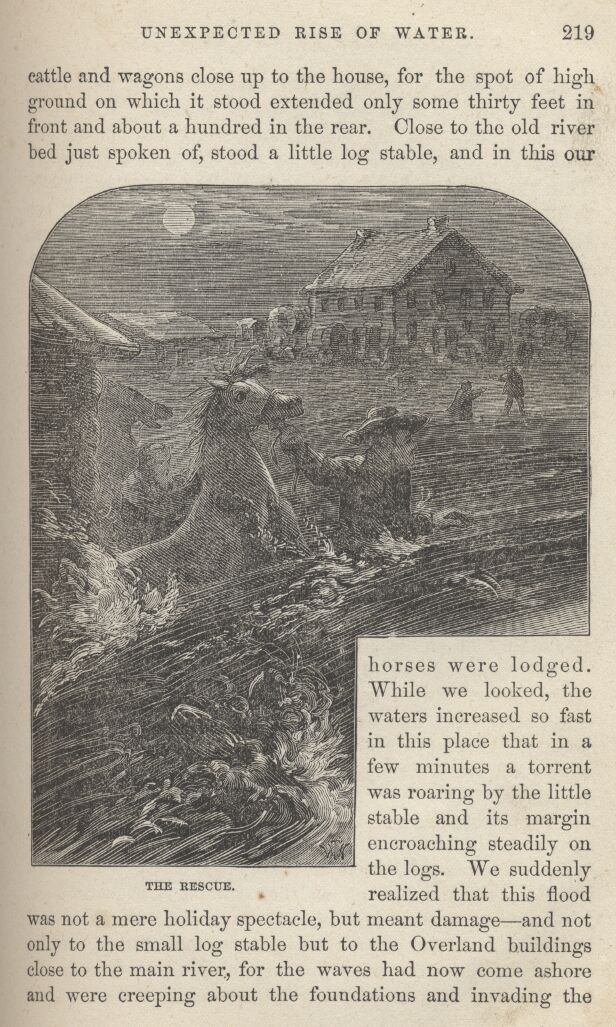 UNEXPECTED RISE OF WATER. 219
cattle and wagons close up to the house, for the spot of high
ground on which it stood extended only some thirty feet in
front and about a hundred in the rear. Close to the old river
bed just spoken of, stood a little log stable, and in this our
horses were lodged.
While we looked, the
waters increased so fast
in this place that in a
few minutes a torrent
was roaring by the little
stable and its margin
encroaching steadily on
the logs. We suddenly
realized that this flood
THE RESCUE.
was not a mere holiday spectacle, but meant damage—and not
only to the small log stable but to the Overland buildings
close to the main river, for the waves had now come ashore
and were creeping about the foundations and invading the